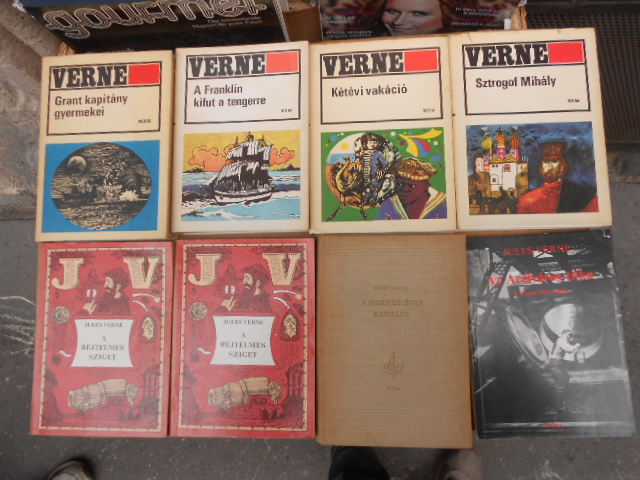 gourmet
VERNE
Grant kapitány
gyermekei
MÓRA
VERNE
A Franklin
kifut a tengerre
MÓRA
VERNE
Kétévi vakáció
MÓRA
VERNE
Sztrogof Mihály
MÓRA
J V
JULES VERNE
A
REJTELMES
SZIGET
J V
JULES VERNE
A
REJTELMES
SZIGET
A TIZENÖT ÉVES
KAPITÁNY
JULES VERNE